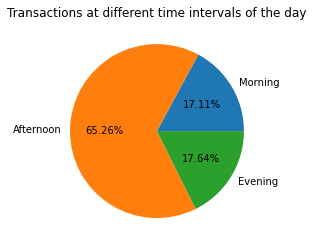 Transactions at different time intervals of the day
Morning
17.11%
Afternoon
65.26%
17.64%
Evening